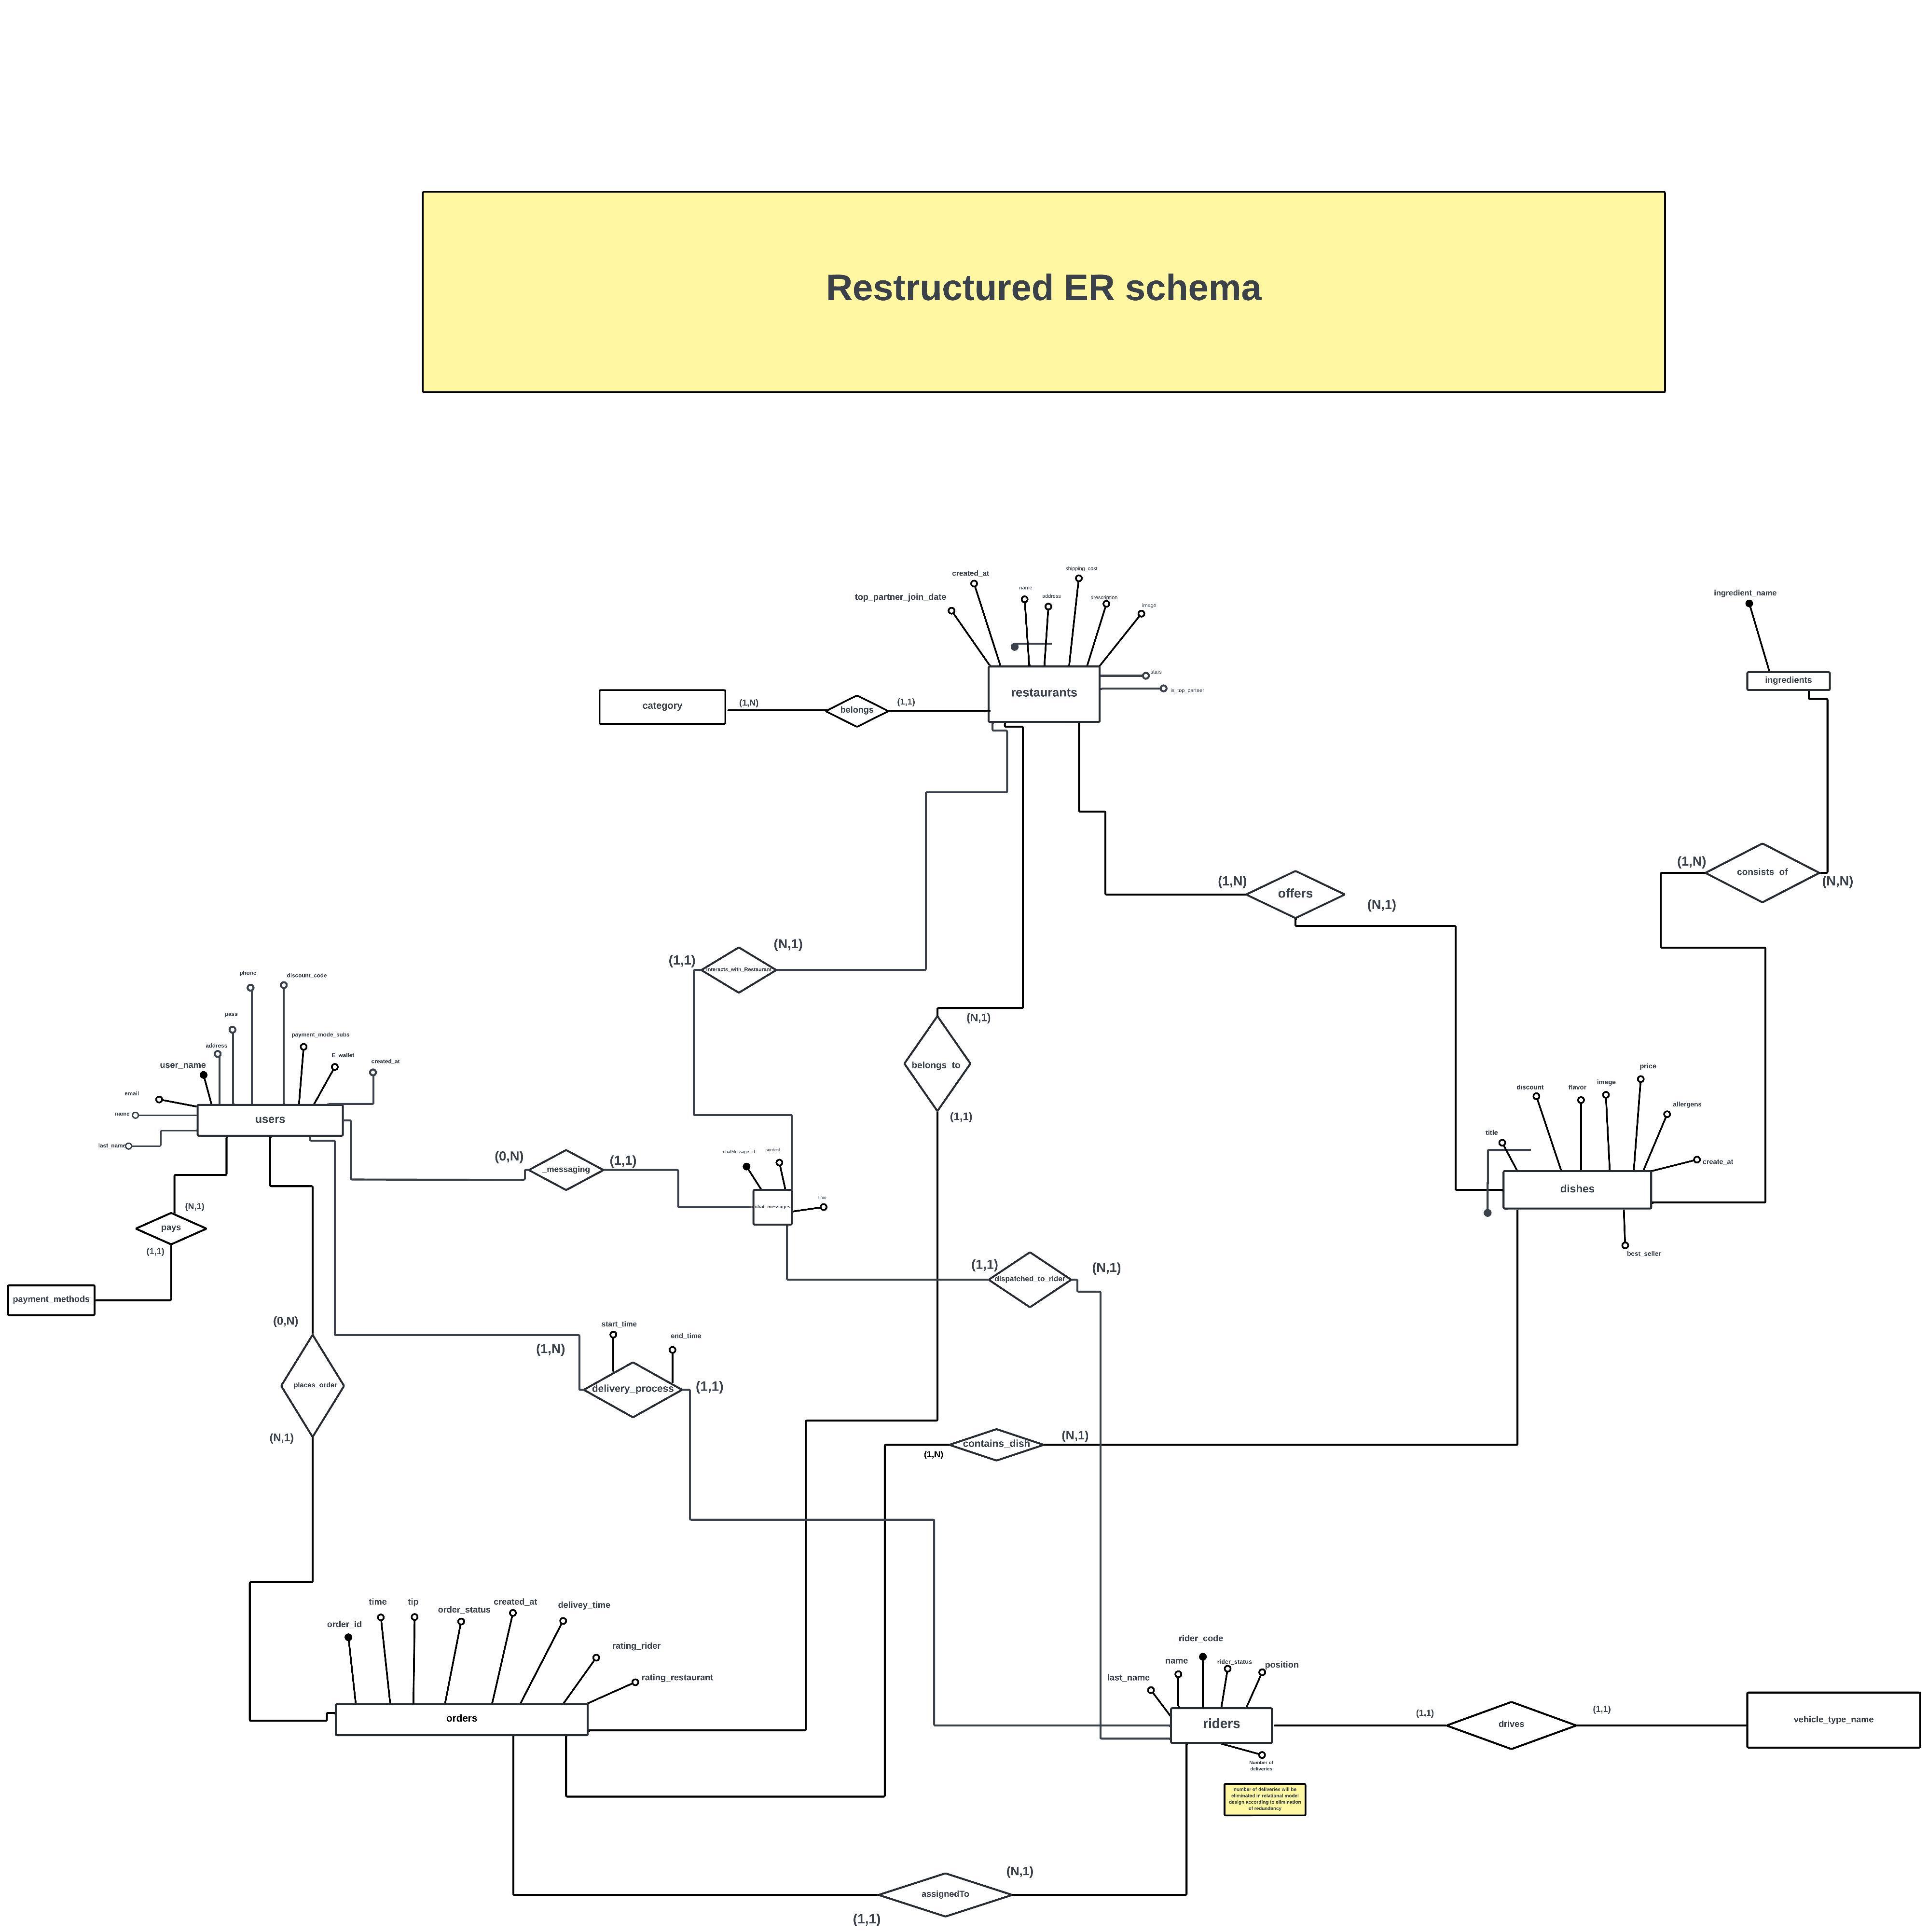 Restructured ER schema
shipping_cost
created_at
name
drescription
top_partner_join_date
address
image
ingredient_name
stars
is_top_partner
restaurants
ingredients
category
(1,N)
belongs
(1,1)
(1,N)
consists_of
(N,N)
(1,N)
offers
(N,1)
(N,1)
(1,1)
Interacts_with_Restaurant
phone
discount_code
pass
(N,1)
payment_mode_subs
address
E_wallet
created_at
user_name
belongs_to
price
email
discount
flavor
image
name
users
allergens
(1,1)
title
last_name
(0,N)
_messaging
(1,1)
chatmessage_id
content
create_at
dishes
time
chat_messages
(N,1)
pays
(1,1)
best_seller
payment_methods
(1,1)
dispatched_to_rider
(N,1)
(0,N)
start_time
end_time
(1,N)
places_order
delivery_process
(1,1)
(N,1)
contains_dish
(N,1)
(1,N)
time
tip
order_status
created_at
delivey_time
order_id
rating_rider
rating_restaurant
orders
rider_code
name
rider_status
position
last_name
riders
(1,1)
drives
(1,1)
vehicle_type_name
Number of
deliveries
number of deliveries will be
eliminated in relational model
design according to elimination
of redundancy
(N,1)
assignedTo
(1,1)